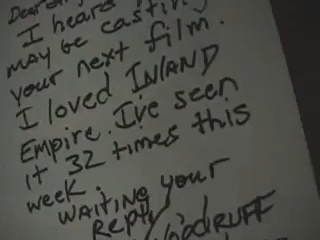 I heard
may be casting
your next film.
I loved INLAND
Empire. I've seen
it 32 times this
week.
WAITING your
Reply
WOODRUFF